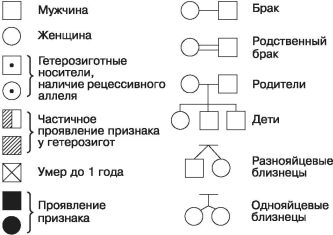 Мужчина
Женщина
Гетерозиготные
носители,
наличие рецессивного
аллеля
Частичное
проявление признака
у гетерозигот
Умер до 1 года
Проявление
признака
Брак
Родственный
брак
Родители
Дети
Разнояйцевые
близнецы
Однояйцевые
близнецы